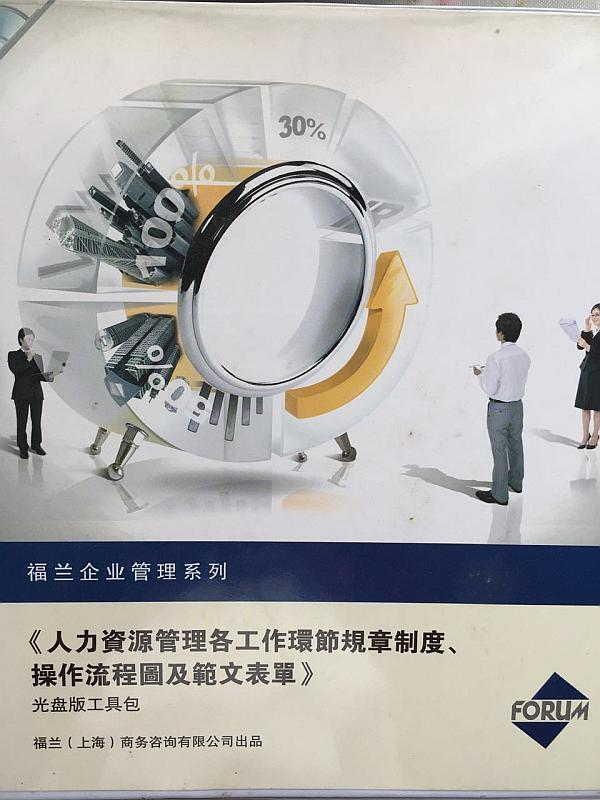 30%
100%
%08
福兰企业管理系列
《人力資源管理各工作環節規章制度、
操作流程圖及範文表單》
光盘版工具包
福兰（上海）商务咨询有限公司出品
FORUM